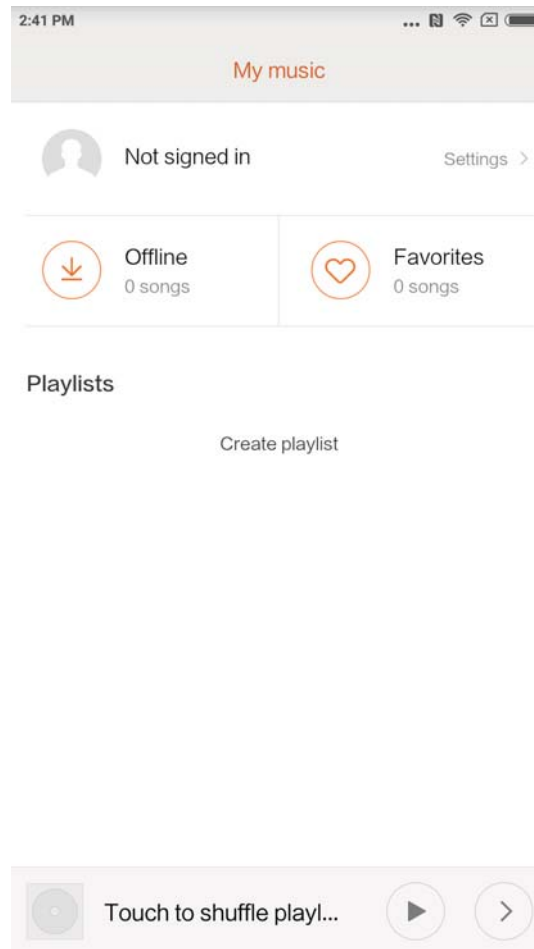 2:41 PM
My music
Not signed in
Settings
Offline
0 songs
Favorites
0 songs
Playlists
Create playlist
Touch to shuffle playl...